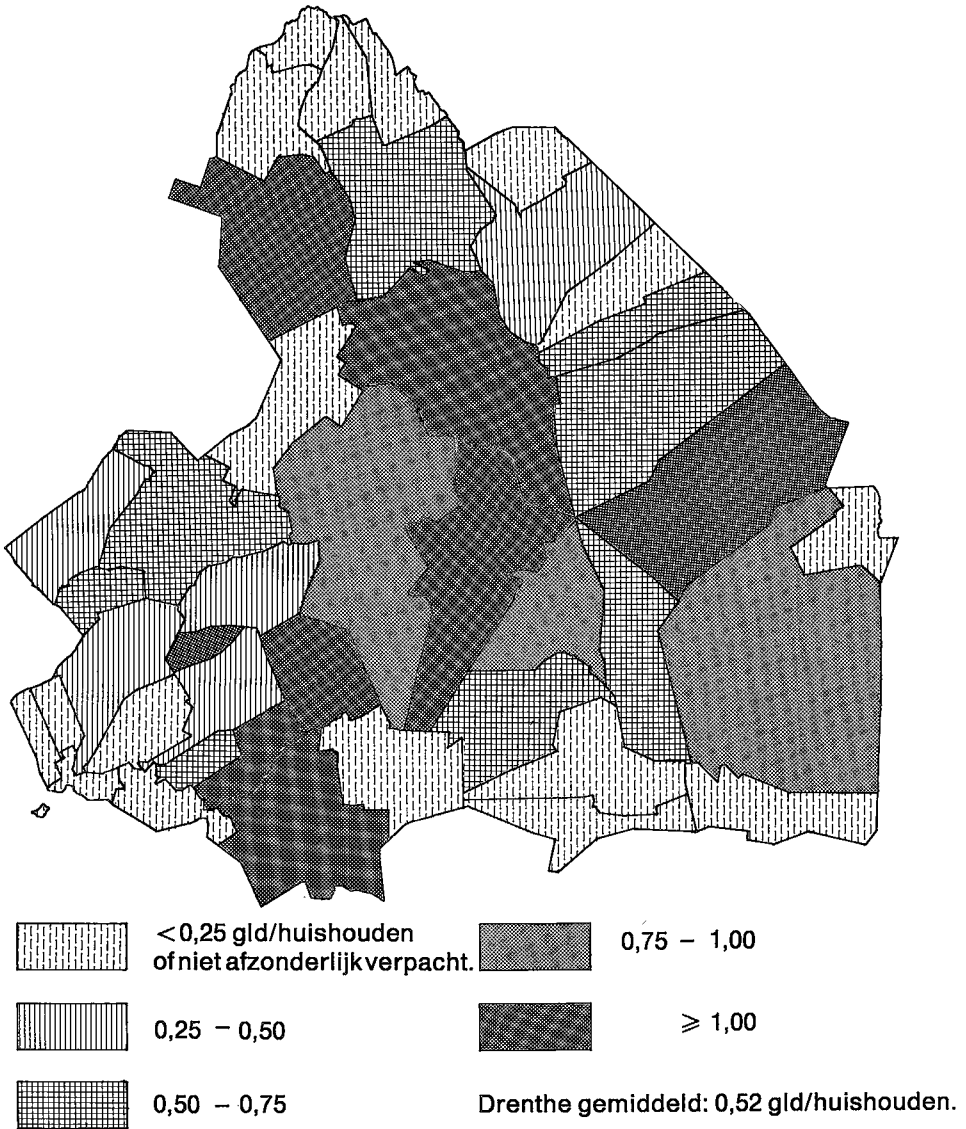 <0,25 gld/huishouden
of niet afzonderlijk verpacht.
0,25 – 0,50
0,50 – 0,75
0,75 – 1,00
⩾ 1,00
Drenthe gemiddeld: 0,52 gld/huishouden.